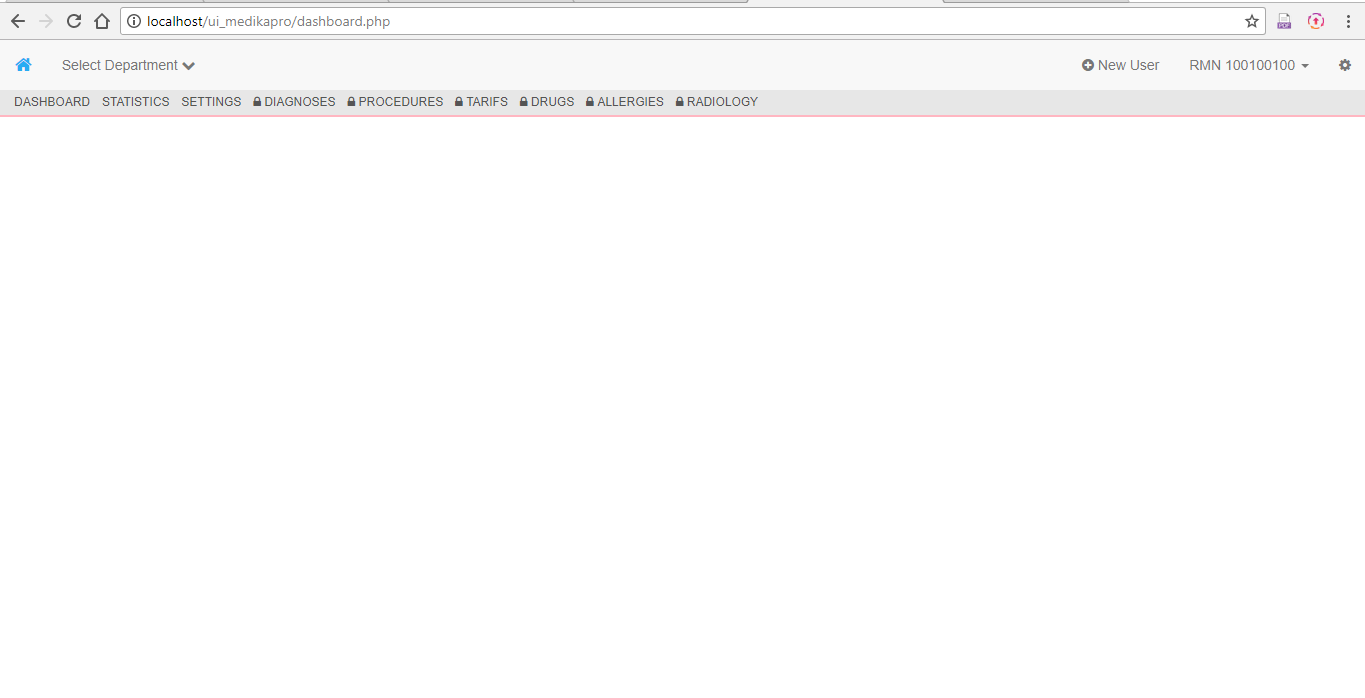 localhost/ui_medikapro/dashboard.php
PDF
Select Department New User RMN 100100100
DASHBOARD STATISTICS SETTINGS DIAGNOSES PROCEDURES TARIFS DRUGS ALLERGIES RADIOLOGY